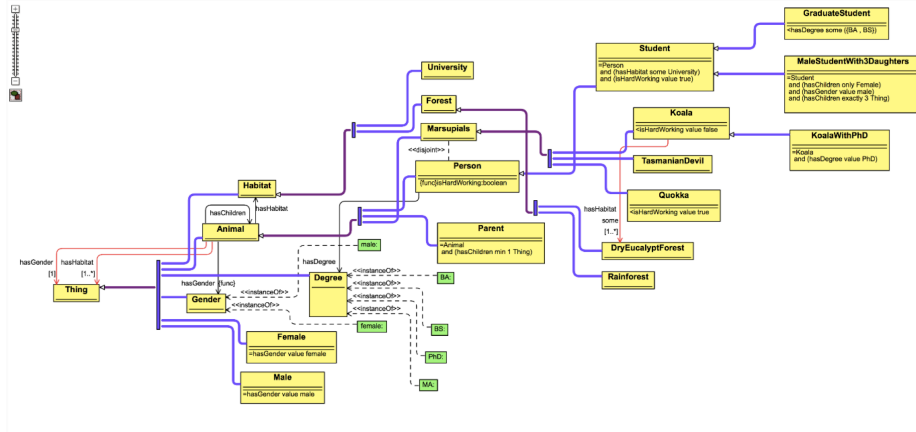 GraduateStudent
<hasDegree some ({BA , BS})
Student
=Person
and (hasHabitat some University)
and (isHardWorking value true)
MaleStudentWith3Daughters
=Student
and (hasChildren only Female)
and (hasGender value male)
and (hasChildren exactly 3 Thing)
University
Forest
Marsupials
<<disjoint>>
Koala
<isHardWorking value false
KoalaWithPhD
=Koala
and (hasDegree value PhD)
Person
{func}isHardWorking:boolean
TasmanianDevil
Habitat
Quokka
<isHardWorking value true
hasChildren
hasHabitat
Animal
hasHabitat
some
[1..*]
Parent
=Animal
and (hasChildren min 1 Thing)
male:
DryEucalyptForest
hasGender
[1]
hasHabitat
[1..*]
hasDegree
Rainforest
Thing
hasGender {func}
Degree
<<instanceOf>>
<<instanceOf>>
BA:
Gender
<<instanceOf>>
<<instanceOf>>
<<instanceOf>>
<<instanceOf>>
female:
BS:
Female
=hasGender value female
PhD:
Male
=hasGender value male
MA: